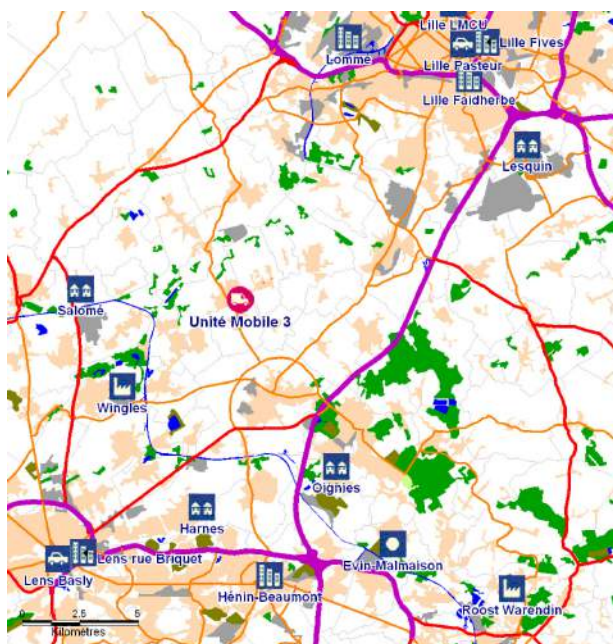 Lille LMCU
Lomme
Lille Fives
Lille Pasteur
Lille Faidherbe
Lesquin
Salomé
Unité Mobile 3
Wingles
Oignies
Harnes
Lens rue Briquet
Evin-Malmaison
Lens Basly
Hénin-Beaumont
Roost Warendin
0 2.5 5
Kilomètres